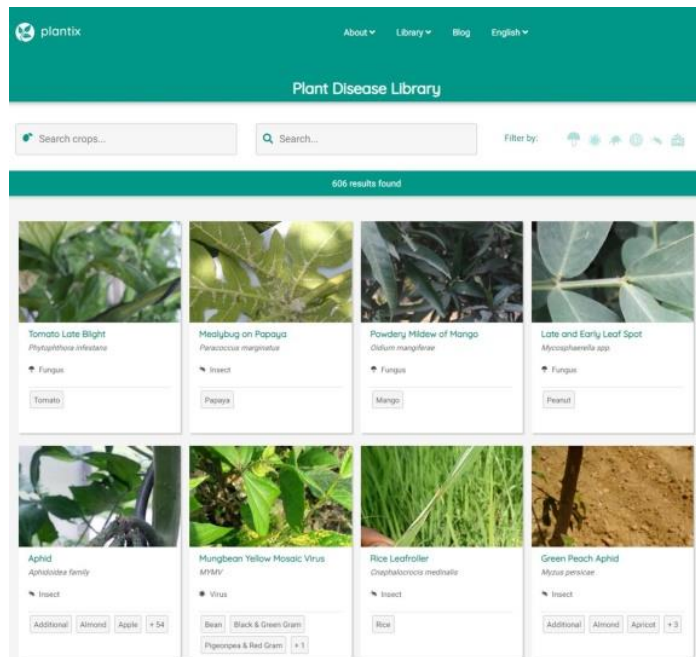 plantix
About Library Blog English
Plant Disease Library
Search crops...
Search...
Filter by:
606 results found
Tomato Late Blight
Phytophthora infestans
Fungus
Tomato
Mealybug on Papaya
Paracoccus marginatus
Insect
Papaya
Powdery Mildew of Mango
Oidium mangiferae
Fungus
Mango
Late and Early Leaf Spot
Mycosphaerella spp.
Fungus
Peanut
Aphid
Aphidoidea family
Insect
Additional Almond Apple + 54
Mungbean Yellow Mosaic Virus
MYMV
Virus
Bean Black & Green Gram
Pigeonpea & Red Gram + 1
Rice Leafroller
Cnaphalocrocis medinalis
Insect
Rice
Green Peach Aphid
Myzus persicae
Insect
Additional Almond Apricot + 3